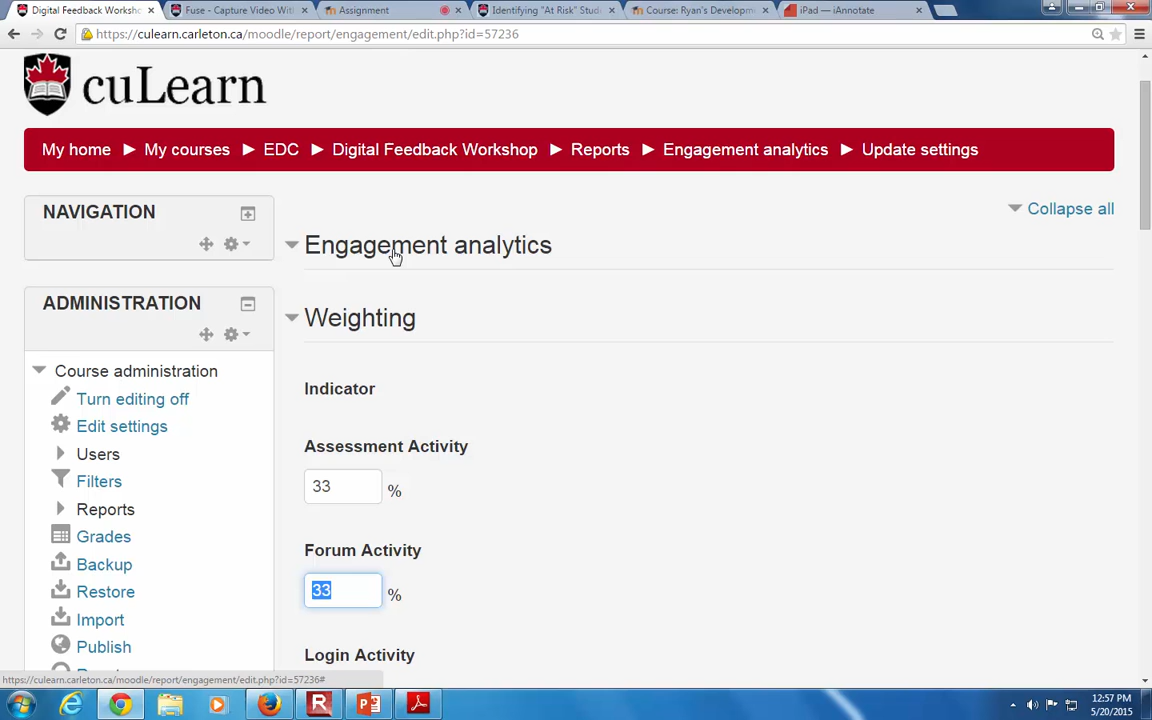 Digital Feedback Worksho
Fuse - Capture Video With
Assignment
Identifying "At Risk" Stud
Course: Ryan's Developm
iPad — iAnnotate
https://culearn.carleton.ca/moodle/report/engagement/edit.php?id=57236
cuLearn
My home ► My courses ► EDC ► Digital Feedback Workshop ► Reports ► Engagement analytics ► Update settings
NAVIGATION
Collapse all
Engagement analytics
ADMINISTRATION
Weighting
Course administration
Turn editing off
Edit settings
Users
Filters
Reports
Grades
Backup
Restore
Import
Publish
Indicator
Assessment Activity
33 %
Forum Activity
33 %
Login Activity
https://culearn.carleton.ca/moodle/report/engagement/edit.php?id=57236#
12:57 PM
5/20/2015